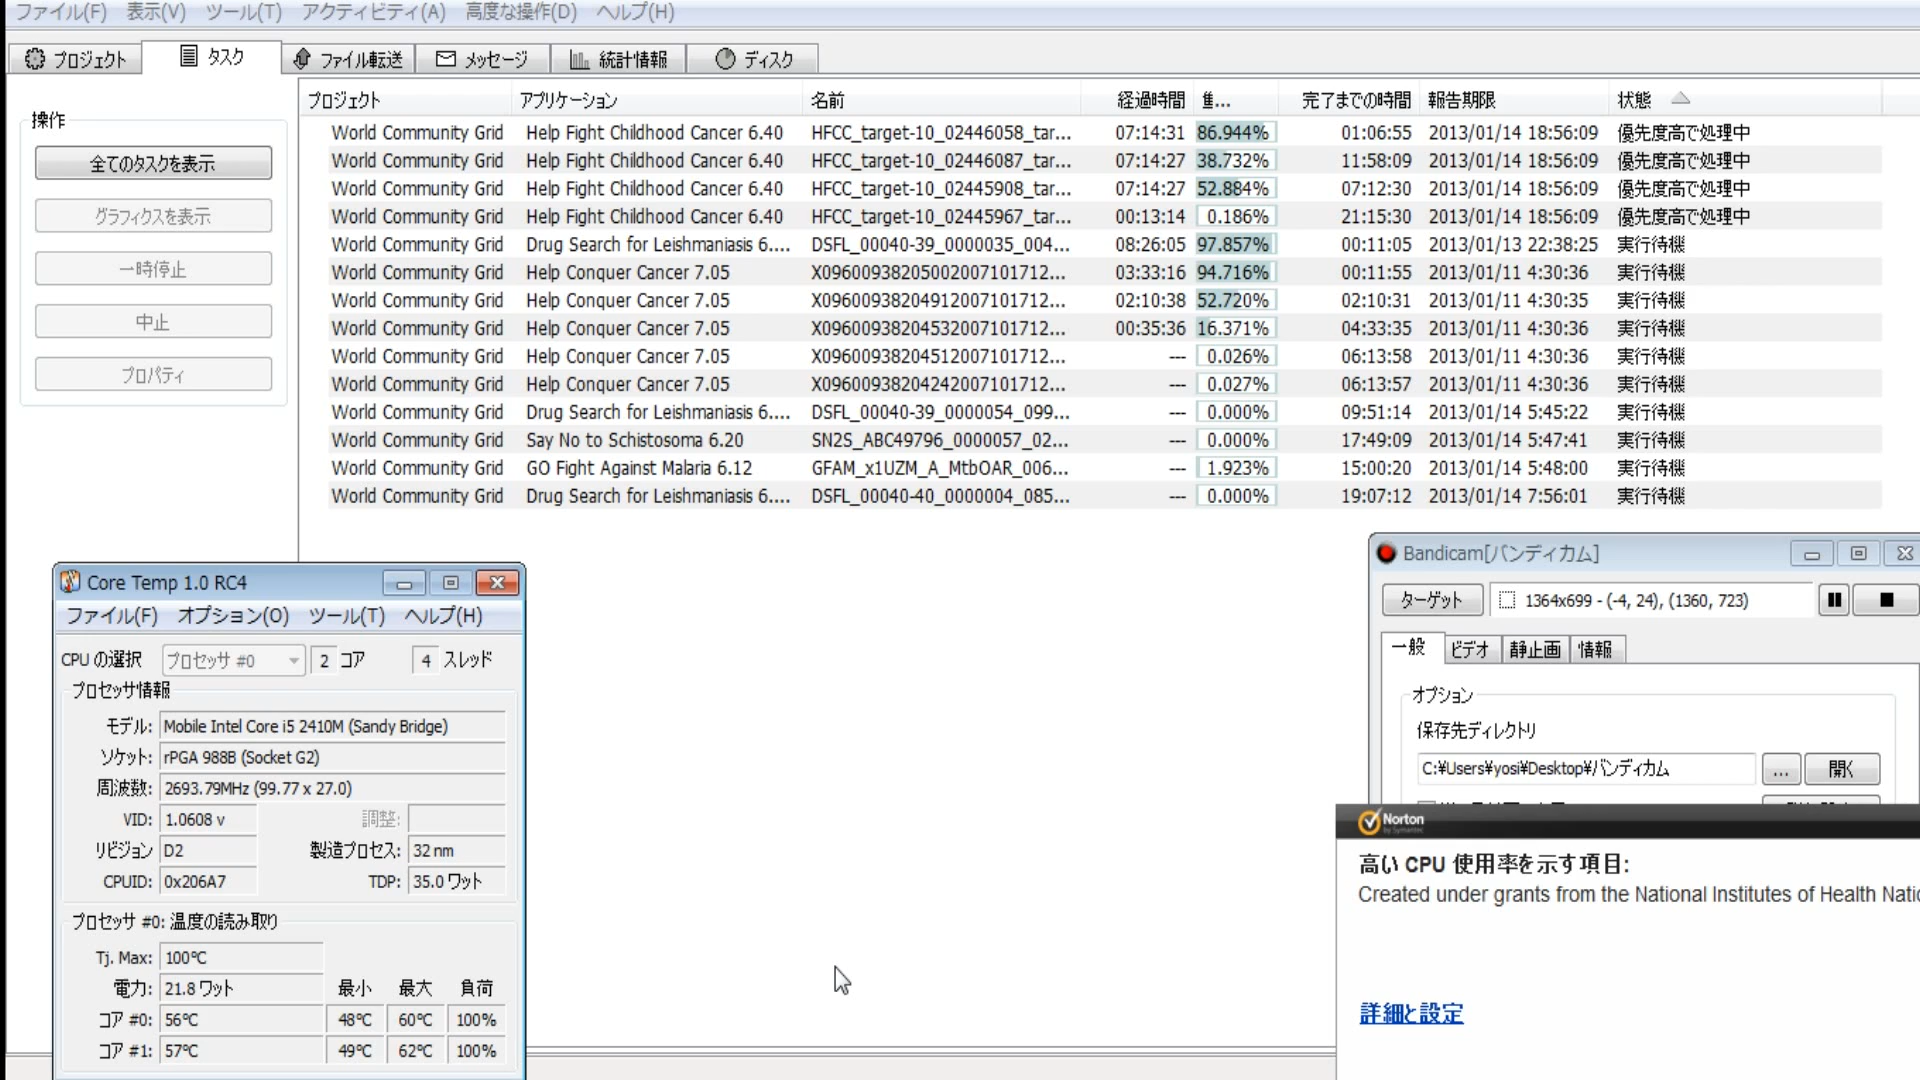 ファイル(F) 表示(V) ツール(T) アクティビティ(A) 高度な操作(D) ヘルプ(H)
プロジェクト タスク ファイル転送 メッセージ 統計情報 ディスク
操作
全てのタスクを表示
グラフィクスを表示
一時停止
中止
プロパティ
プロジェクト アプリケーション 名前 経過時間 進... 完了までの時間 報告期限 状態
World Community Grid Help Fight Childhood Cancer 6.40 HFCC_target-10_02446058_tar... 07:14:31 86.944% 01:06:55 2013/01/14 18:56:09 優先度高で処理中
World Community Grid Help Fight Childhood Cancer 6.40 HFCC_target-10_02446087_tar... 07:14:27 38.732% 11:58:09 2013/01/14 18:56:09 優先度高で処理中
World Community Grid Help Fight Childhood Cancer 6.40 HFCC_target-10_02445908_tar... 07:14:27 52.884% 07:12:30 2013/01/14 18:56:09 優先度高で処理中
World Community Grid Help Fight Childhood Cancer 6.40 HFCC_target-10_02445967_tar... 00:13:14 0.186% 21:15:30 2013/01/14 18:56:09 優先度高で処理中
World Community Grid Drug Search for Leishmaniasis 6.... DSFL_00040-39_0000035_004... 08:26:05 97.857% 00:11:05 2013/01/13 22:38:25 実行待機
World Community Grid Help Conquer Cancer 7.05 X0960093820500200710171​2... 03:33:16 94.716% 00:11:55 2013/01/11 4:30:36 実行待機
World Community Grid Help Conquer Cancer 7.05 X09600938204912007101712... 02:10:38 52.720% 02:10:31 2013/01/11 4:30:35 実行待機
World Community Grid Help Conquer Cancer 7.05 X09600938204532007101712... 00:35:36 16.371% 04:33:35 2013/01/11 4:30:36 実行待機
World Community Grid Help Conquer Cancer 7.05 X09600938204512007101712... --- 0.026% 06:13:58 2013/01/11 4:30:36 実行待機
World Community Grid Help Conquer Cancer 7.05 X09600938204242007101712... --- 0.027% 06:13:57 2013/01/11 4:30:36 実行待機
World Community Grid Drug Search for Leishmaniasis 6.... DSFL_00040-39_0000054_099... --- 0.000% 09:51:14 2013/01/14 5:45:22 実行待機
World Community Grid Say No to Schistosoma 6.20 SN2S_ABC49796_0000057_02... --- 0.000% 17:49:09 2013/01/14 5:47:41 実行待機
World Community Grid GO Fight Against Malaria 6.12 GFAM_x1UZM_A_MtbOAR_006... --- 1.923% 15:00:20 2013/01/14 5:48:00 実行待機
World Community Grid Drug Search for Leishmaniasis 6.... DSFL_00040-40_0000004_085... --- 0.000% 19:07:12 2013/01/14 7:56:01 実行待機
Core Temp 1.0 RC4
ファイル(F) オプション(O) ツール(T) ヘルプ(H)
CPU の選択 プロセッサ #0 2 コア 4 スレッド
プロセッサ情報
モデル: Mobile Intel Core i5 2410M (Sandy Bridge)
ソケット: rPGA 988B (Socket G2)
周波数: 2693.79MHz (99.77 x 27.0)
VID: 1.0608 v 調整:
リビジョン D2 製造プロセス: 32 nm
CPUID: 0x206A7 TDP: 35.0 ワット
プロセッサ #0: 温度の読み取り
Tj. Max: 100℃
電力: 21.8 ワット 最小 最大 負荷
コア #0: 56℃ 48℃ 60℃ 100%
コア #1: 57℃ 49℃ 62℃ 100%
Bandicam[バンディカム]
ターゲット 1364x699 - (-4, 24), (1360, 723)
一般 ビデオ 静止画 情報
オプション
保存先ディレクトリ
C:¥Users¥yosi¥Desktop¥バンディカム ... 開く
Norton
by Symantec
高い CPU 使用率を示す項目:
Created under grants from the National Institutes of Health Natio
詳細と設定